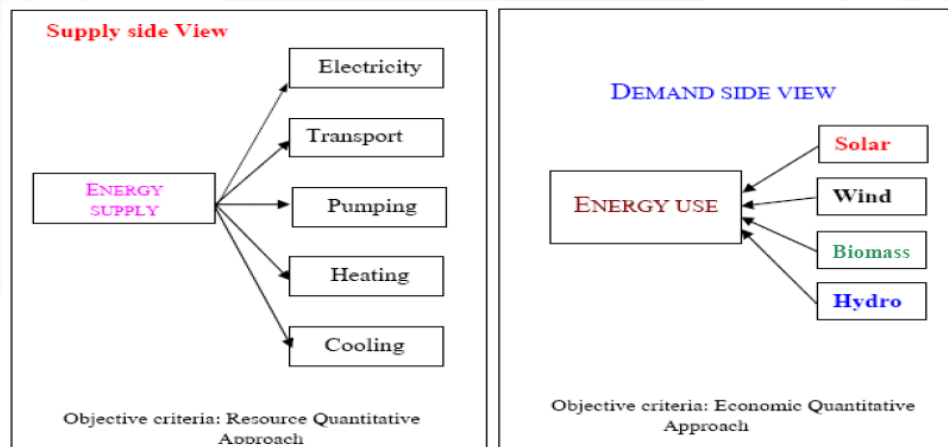 Supply side View
Electricity
Transport
ENERGY
SUPPLY
Pumping
Heating
Cooling
Objective criteria: Resource Quantitative
Approach
DEMAND SIDE VIEW
Solar
ENERGY USE
Wind
Biomass
Hydro
Objective criteria: Economic Quantitative
Approach